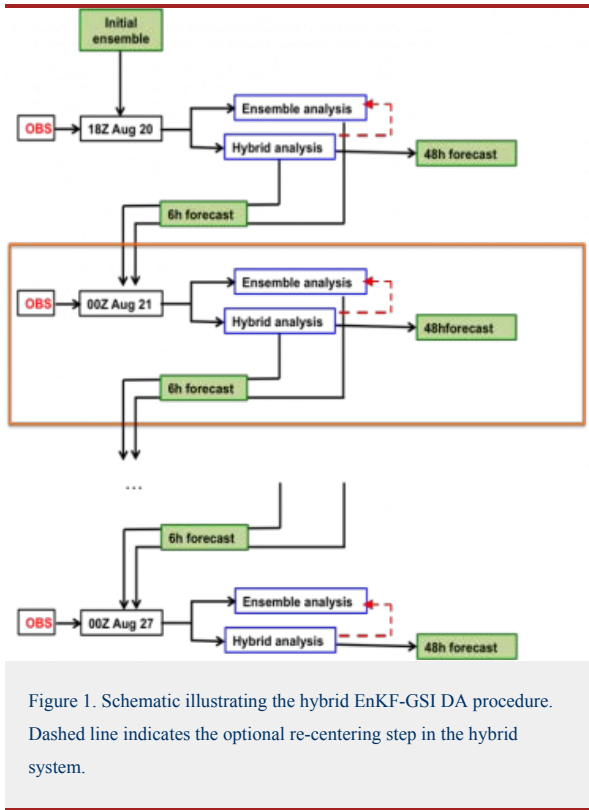 Initial
ensemble
Ensemble analysis
OBS
18Z Aug 20
Hybrid analysis
48h forecast
6h forecast
Ensemble analysis
OBS
00Z Aug 21
Hybrid analysis
48hforecast
6h forecast
...
6h forecast
Ensemble analysis
OBS
00Z Aug 27
Hybrid analysis
48h forecast
Figure 1. Schematic illustrating the hybrid EnKF-GSI DA procedure.
Dashed line indicates the optional re-centering step in the hybrid
system.